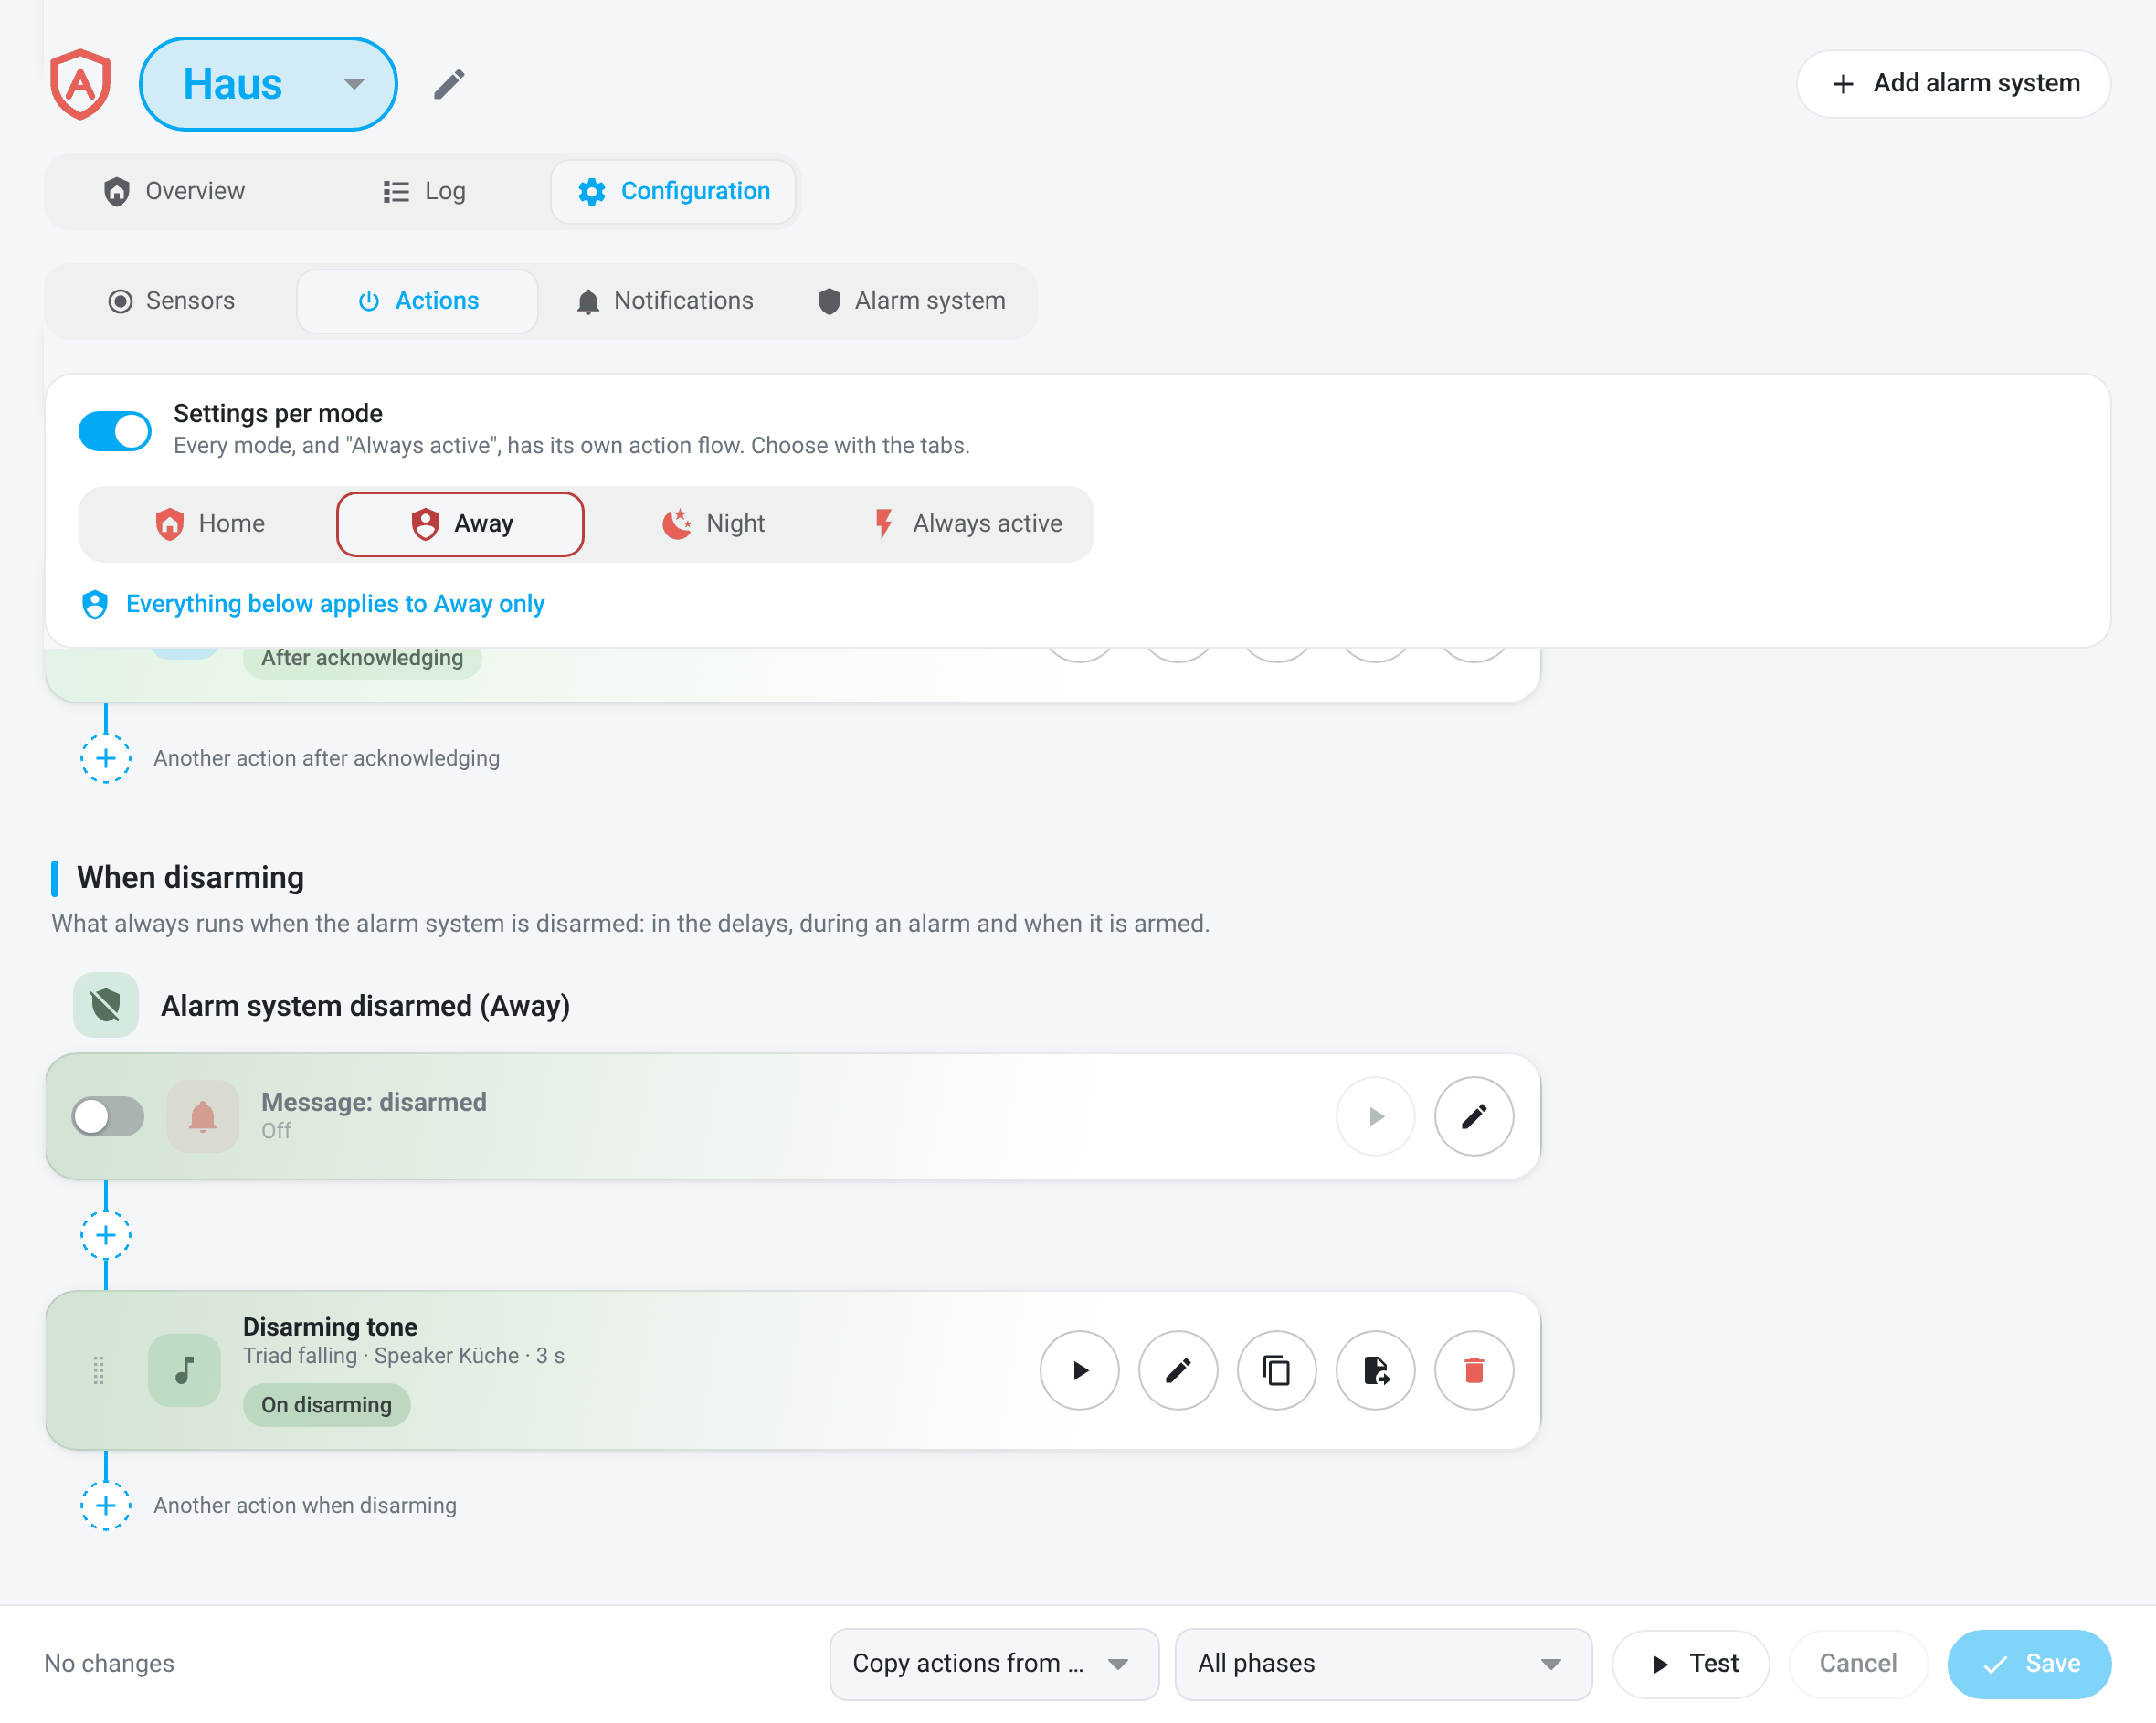 Haus
Add alarm system
Overview
Log
Configuration
Sensors
Actions
Notifications
Alarm system
Settings per mode
Every mode, and "Always active", has its own action flow. Choose with the tabs.
Home
Away
Night
Always active
Everything below applies to Away only
After acknowledging
Another action after acknowledging
When disarming
What always runs when the alarm system is disarmed: in the delays, during an alarm and when it is armed.
Alarm system disarmed (Away)
Message: disarmed
Off
Disarming tone
Triad falling · Speaker Küche · 3 s
On disarming
Another action when disarming
No changes
Copy actions from ...
All phases
Test
Cancel
Save